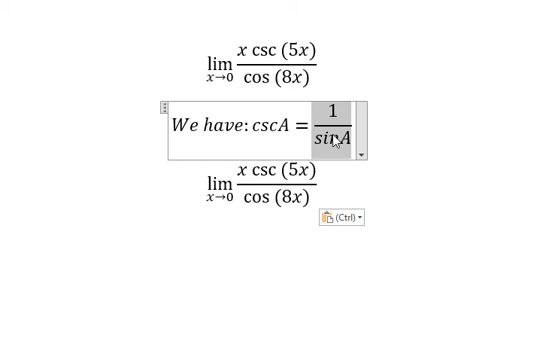 lim x→0 x csc (5x) / cos (8x)
We have: cscA = 1 / sinA
lim x→0 x csc (5x) / cos (8x)
(Ctrl)